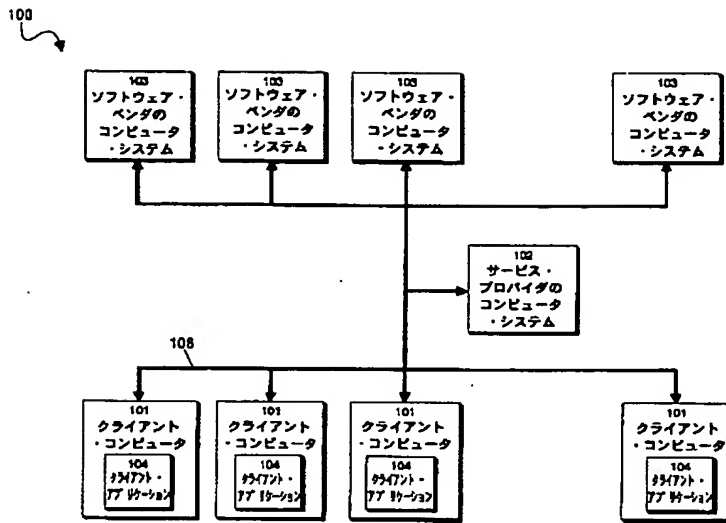 100
103
ソフトウェア・
ベンダの
コンピュータ
・システム
103
ソフトウェア・
ベンダの
コンピュータ
・システム
103
ソフトウェア・
ベンダの
コンピュータ
・システム
103
ソフトウェア・
ベンダの
コンピュータ
・システム
102
サービス・
プロバイダの
コンピュータ
・システム
106
101
クライアント
・コンピュータ
104
クライアント・
アプリケーション
101
クライアント
・コンピュータ
104
クライアント・
アプリケーション
101
クライアント
・コンピュータ
104
クライアント・
アプリケーション
101
クライアント
・コンピュータ
104
クライアント・
アプリケーション